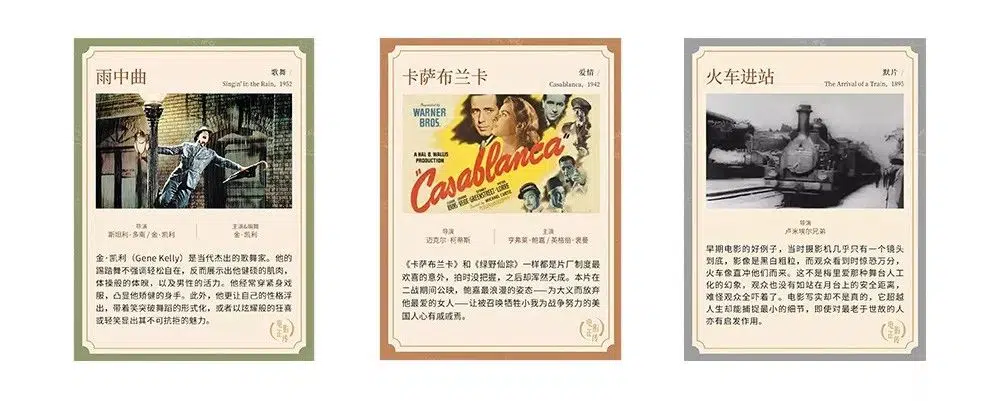 雨中曲
歌舞 /
Singin' in the Rain, 1952
导演
斯坦利·多南 / 金·凯利
主演&编舞
金·凯利
金·凯利（Gene Kelly）是当代杰出的歌舞家。他的
踢踏舞不强调轻松自在，反而展示出他健硕的肌肉，
体操般的体魄，以及男性的活力。他经常穿紧身戏
服，凸显他矫健的身手。此外，他更让自己的性格浮
出，带着笑突破舞蹈的形式化，或者以炫耀般的狂喜
或轻笑显出其不可抗拒的魅力。
卡萨布兰卡
爱情 /
Casablanca, 1942
Presented by
WARNER
BROS.
A HAL B. WALLIS
PRODUCTION
"Casablanca"
导演
迈克尔·柯蒂斯
主演
亨弗莱·鲍嘉 / 英格丽·褒曼
《卡萨布兰卡》和《绿野仙踪》一样都是片厂制度最
欢喜的意外，拍时没把握，之后却浑然天成。本片在
二战期间公映，鲍嘉最浪漫的姿态——为大义而放弃
他最爱的女人——让被召唤牺牲小我为战争努力的美
国人心有戚戚焉。
火车进站
默片 /
The Arrival of a Train, 1895
导演
卢米埃尔兄弟
早期电影的好例子，当时摄影机几乎只有一个镜头
到底，影像是黑白粗粒，而观众看到时惊恐万分，
火车像直冲他们而来。这不是梅里爱那种舞台人工
化的幻象，观众也没有如站在月台上的安全距离，
难怪观众全吓着了。电影写实却不是真的，它超越
人生却能捕捉最小的细节，即使对最老于世故的人
亦有启发作用。